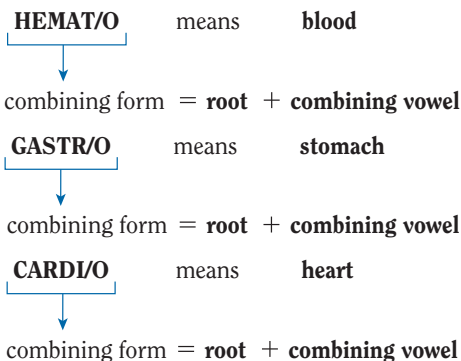 HEMAT/O means blood
combining form = root + combining vowel
GASTR/O means stomach
combining form = root + combining vowel
CARDI/O means heart
combining form = root + combining vowel